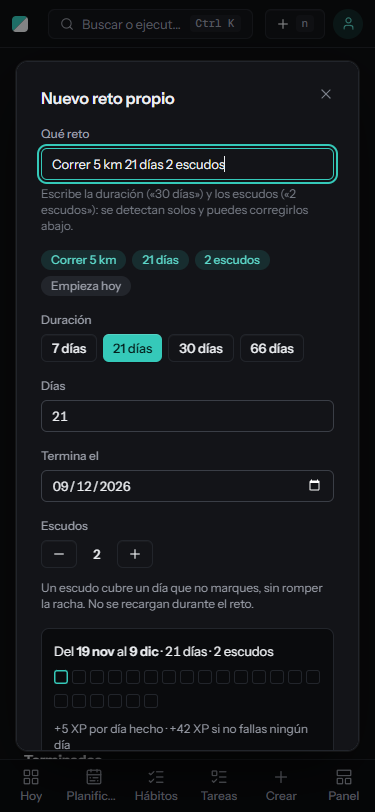 Buscar o ejecut... Ctrl K
+ n
Nuevo reto propio
Qué reto
Correr 5 km 21 días 2 escudos
Escribe la duración («30 días») y los escudos («2
escudos»): se detectan solos y puedes corregirlos
abajo.
Correr 5 km 21 días 2 escudos
Empieza hoy
Duración
7 días 21 días 30 días 66 días
Días
21
Termina el
09/12/2026
Escudos
− 2 +
Un escudo cubre un día que no marques, sin romper
la racha. No se recargan durante el reto.
Del 19 nov al 9 dic · 21 días · 2 escudos
+5 XP por día hecho · +42 XP si no fallas ningún
día
Terminados
Hoy Planific... Hábitos Tareas Crear Panel